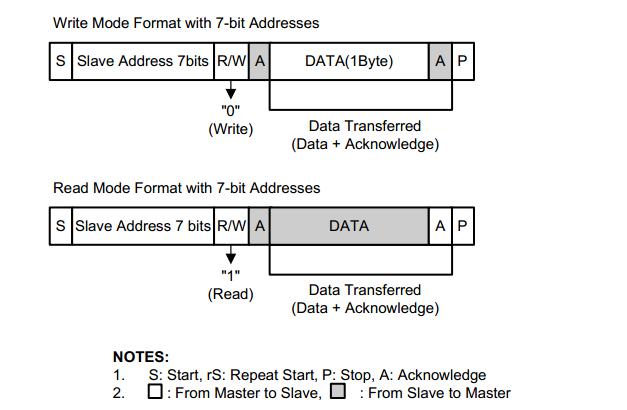 Write Mode Format with 7-bit Addresses
S Slave Address 7bits R/W A DATA(1Byte) A P
"0"
(Write)
Data Transferred
(Data + Acknowledge)
Read Mode Format with 7-bit Addresses
S Slave Address 7 bits R/W A DATA A P
"1"
(Read)
Data Transferred
(Data + Acknowledge)
NOTES:
1. S: Start, rS: Repeat Start, P: Stop, A: Acknowledge
2. : From Master to Slave, : From Slave to Master